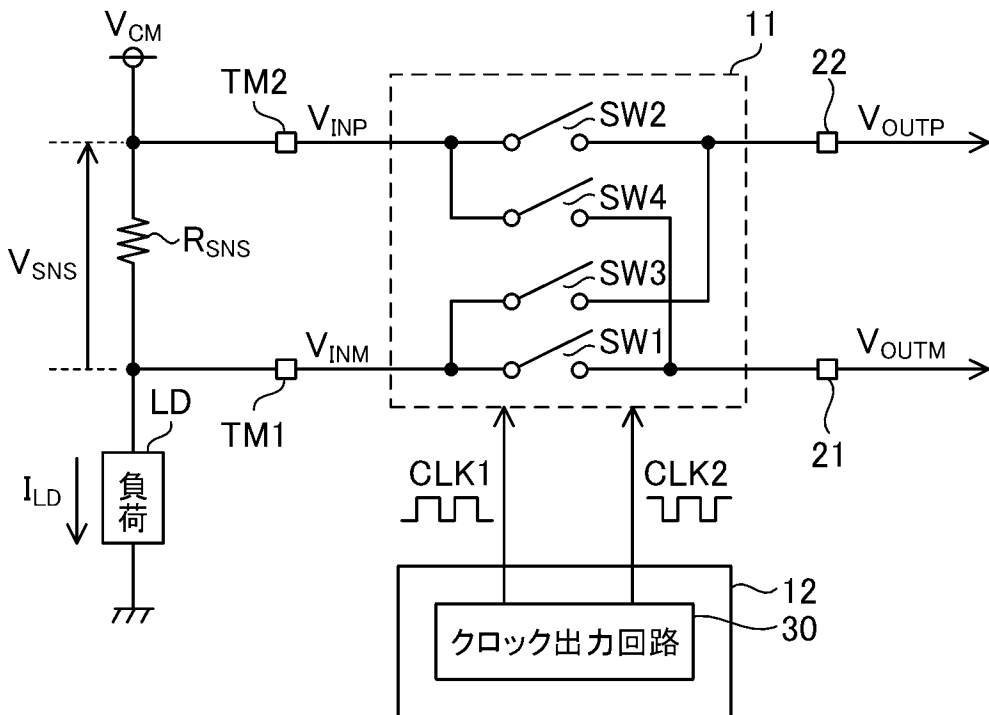 V_CM
11
TM2
V_INP
SW2
22
V_OUTP
SW4
R_SNS
V_SNS
SW3
V_INM
SW1
V_OUTM
LD
TM1
21
I_LD
負荷
CLK1
CLK2
12
30
クロック出力回路